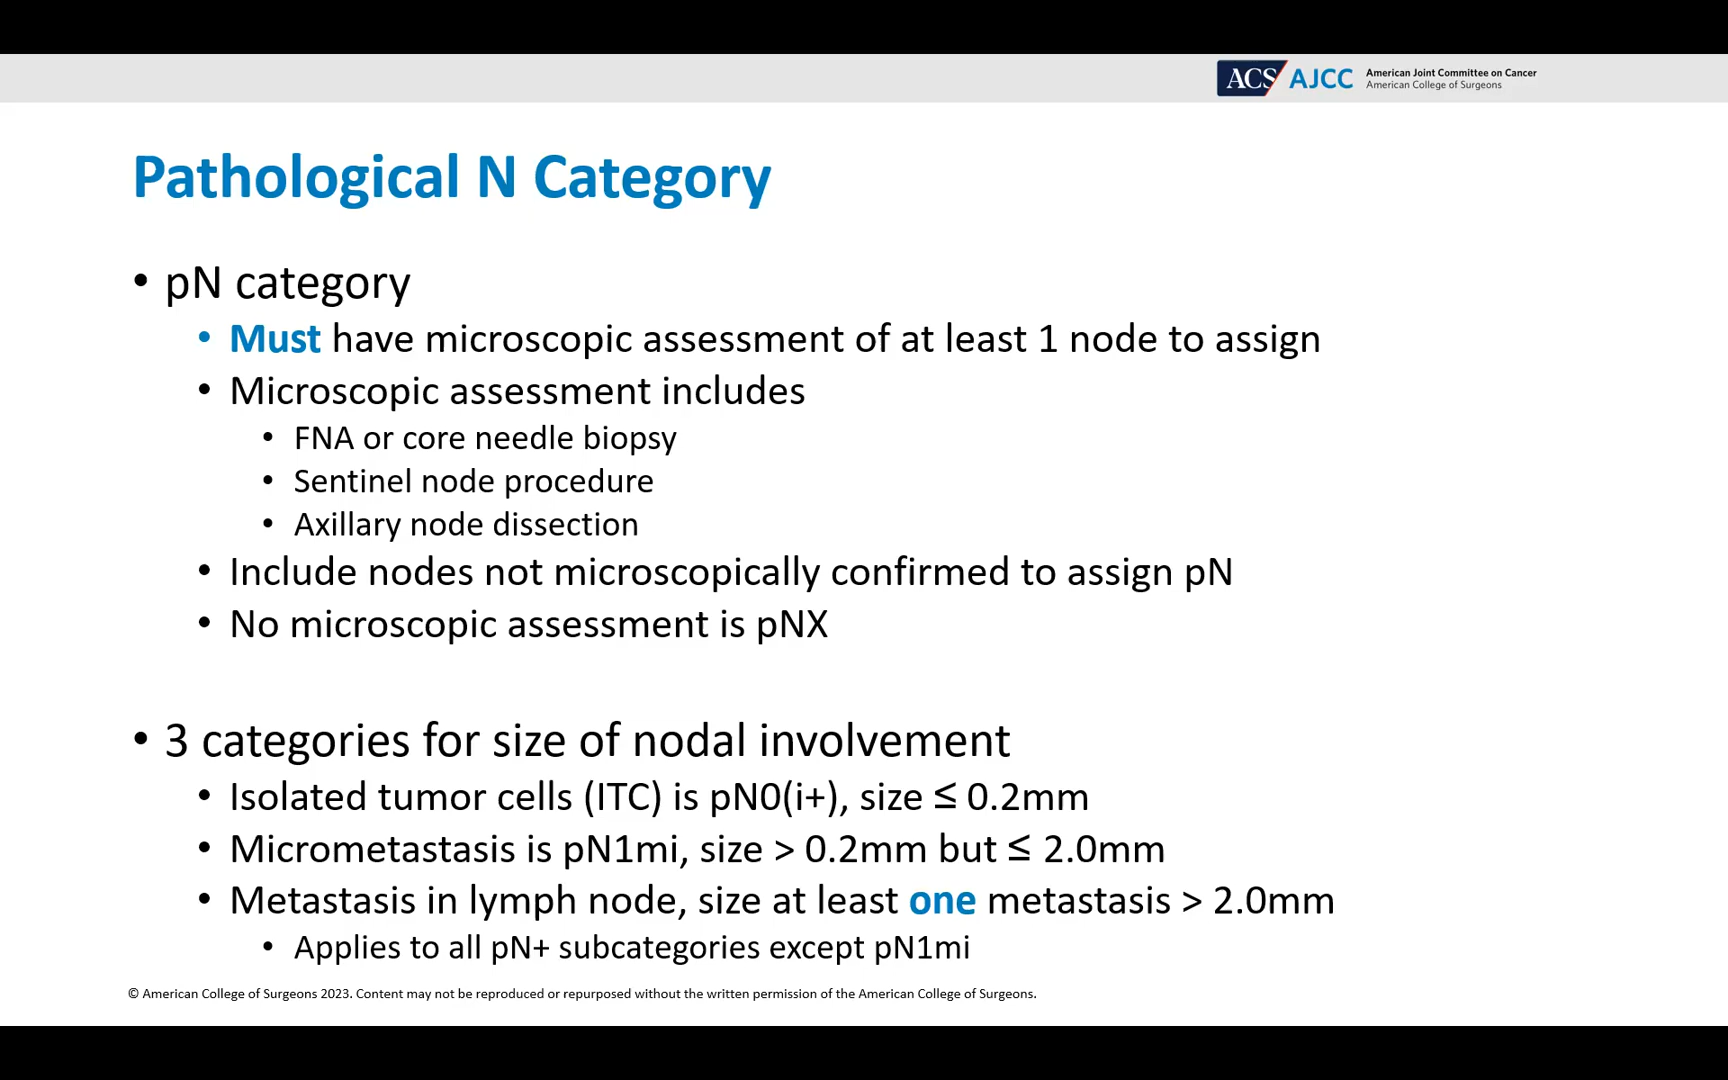 ACS AJCC American Joint Committee on Cancer
American College of Surgeons
Pathological N Category
• pN category
• Must have microscopic assessment of at least 1 node to assign
• Microscopic assessment includes
• FNA or core needle biopsy
• Sentinel node procedure
• Axillary node dissection
• Include nodes not microscopically confirmed to assign pN
• No microscopic assessment is pNX
• 3 categories for size of nodal involvement
• Isolated tumor cells (ITC) is pN0(i+), size ≤ 0.2mm
• Micrometastasis is pN1mi, size > 0.2mm but ≤ 2.0mm
• Metastasis in lymph node, size at least one metastasis > 2.0mm
• Applies to all pN+ subcategories except pN1mi
© American College of Surgeons 2023. Content may not be reproduced or repurposed without the written permission of the American College of Surgeons.